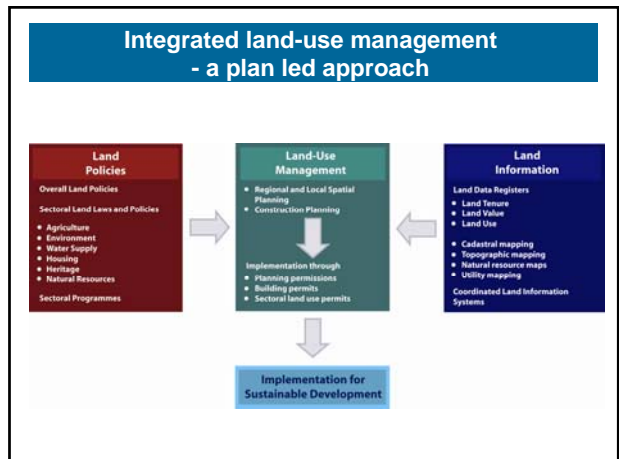 Integrated land-use management
- a plan led approach
Land
Policies
Overall Land Policies
Sectoral Land Laws and Policies
● Agriculture
● Environment
● Water Supply
● Housing
● Heritage
● Natural Resources
Sectoral Programmes
Land-Use
Management
● Regional and Local Spatial
Planning
● Construction Planning
Implementation through
● Planning permissions
● Building permits
● Sectoral land use permits
Land
Information
Land Data Registers
● Land Tenure
● Land Value
● Land Use
● Cadastral mapping
● Topographic mapping
● Natural resource maps
● Utility mapping
Coordinated Land Information
Systems
Implementation for
Sustainable Development